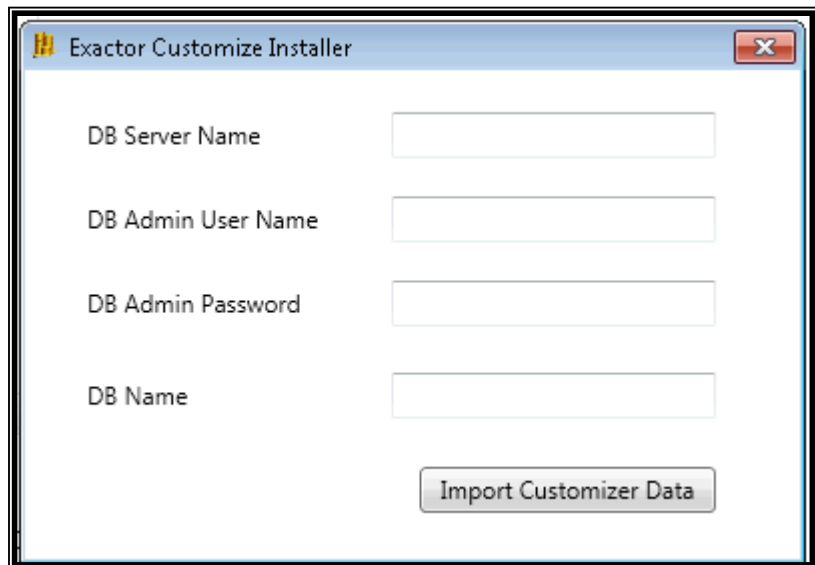 Exactor Customize Installer
DB Server Name
DB Admin User Name
DB Admin Password
DB Name
Import Customizer Data